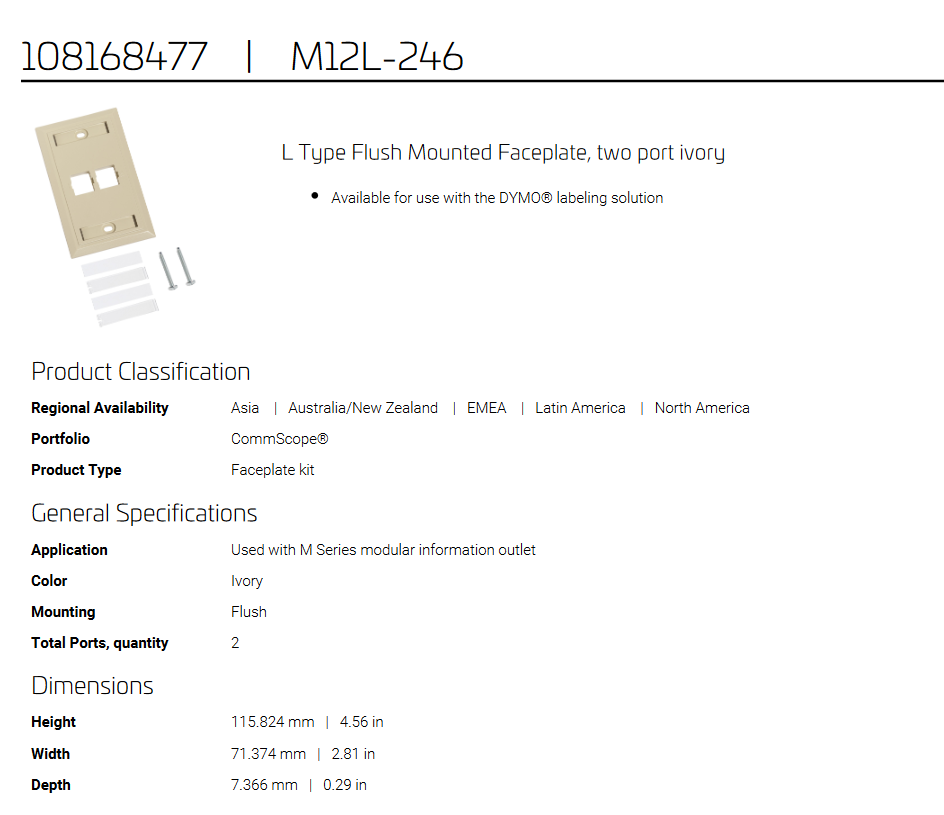 108168477 | M12L-246
L Type Flush Mounted Faceplate, two port ivory
• Available for use with the DYMO® labeling solution
Product Classification
Regional Availability Asia | Australia/New Zealand | EMEA | Latin America | North America
Portfolio CommScope®
Product Type Faceplate kit
General Specifications
Application Used with M Series modular information outlet
Color Ivory
Mounting Flush
Total Ports, quantity 2
Dimensions
Height 115.824 mm | 4.56 in
Width 71.374 mm | 2.81 in
Depth 7.366 mm | 0.29 in